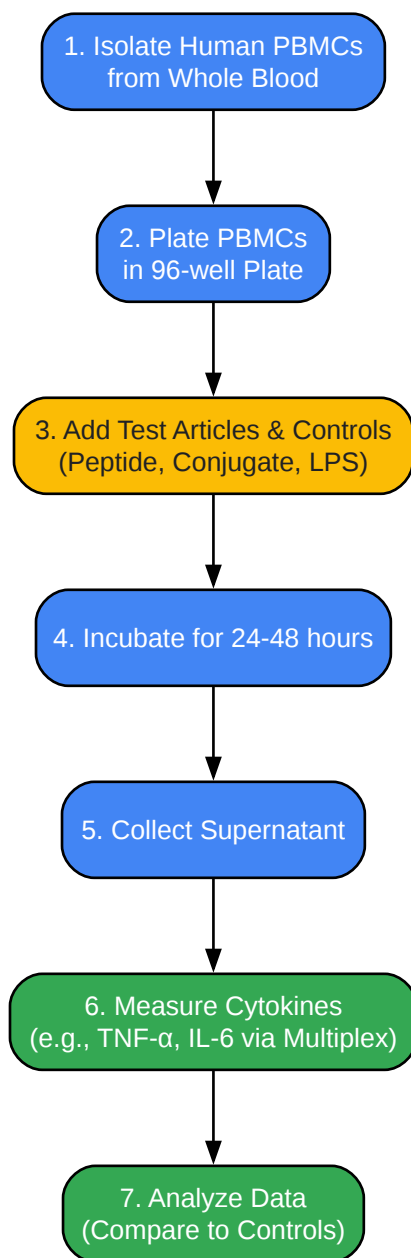 1. Isolate Human PBMCs
from Whole Blood
2. Plate PBMCs
in 96-well Plate
3. Add Test Articles & Controls
(Peptide, Conjugate, LPS)
4. Incubate for 24-48 hours
5. Collect Supernatant
6. Measure Cytokines
(e.g., TNF-α, IL-6 via Multiplex)
7. Analyze Data
(Compare to Controls)